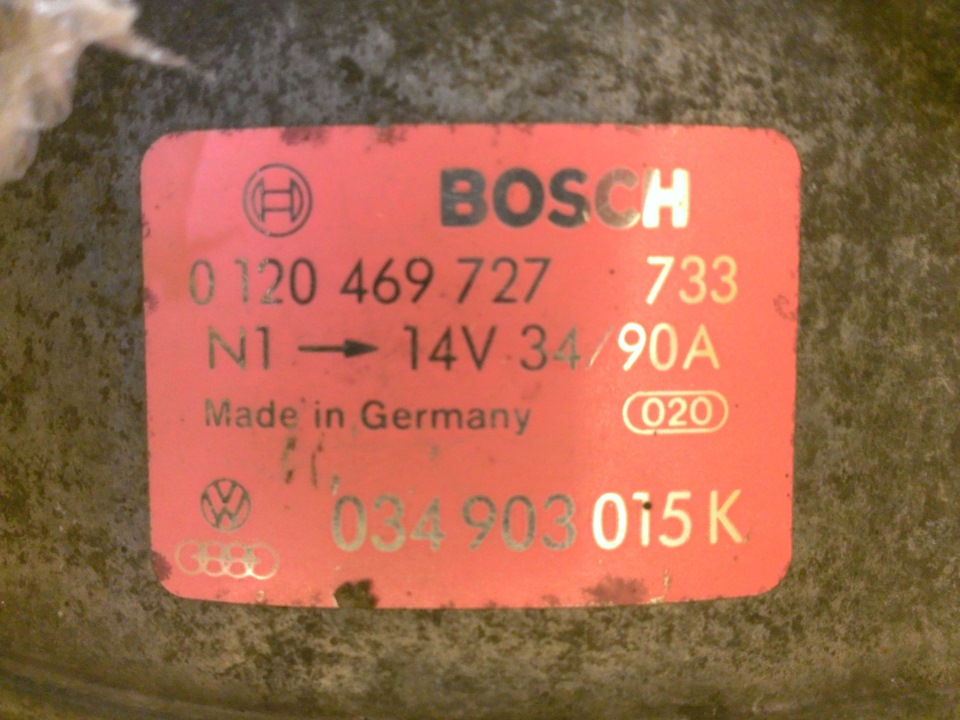 BOSCH
0 120 469 727 733
N1 → 14V 34/90A
Made in Germany 020
034 903 015 K